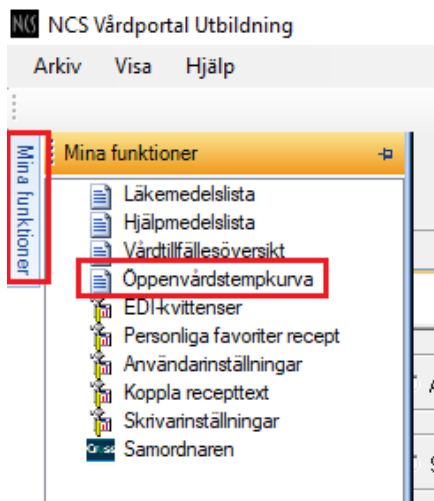 NCS NCS Vårdportal Utbildning
Arkiv Visa Hjälp
Mina funktioner
Mina funktioner
Läkemedelslista
Hjälpmedelslista
Vårdtillfällesöversikt
Öppenvårdstempkurva
EDI-kvittenser
Personliga favoriter recept
Användarinställningar
Koppla recepttext
Skrivarinställningar
Samordnaren